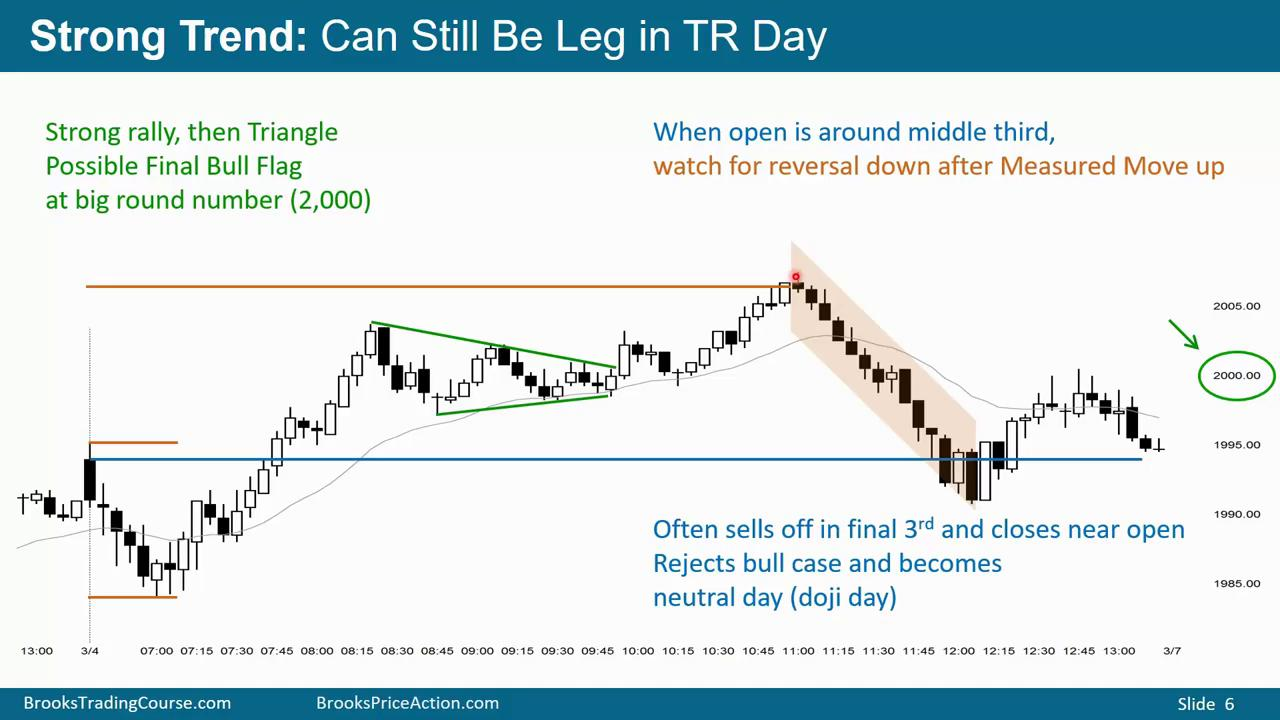 Strong Trend: Can Still Be Leg in TR Day
Strong rally, then Triangle
Possible Final Bull Flag
at big round number (2,000)
When open is around middle third,
watch for reversal down after Measured Move up
2005.00
2000.00
1995.00
1990.00
1985.00
Often sells off in final 3rd and closes near open
Rejects bull case and becomes
neutral day (doji day)
13:00 3/4 07:00 07:15 07:30 07:45 08:00 08:15 08:30 08:45 09:00 09:15 09:30 09:45 10:00 10:15 10:30 10:45 11:00 11:15 11:30 11:45 12:00 12:15 12:30 12:45 13:00 3/7
BrooksTradingCourse.com BrooksPriceAction.com Slide 6